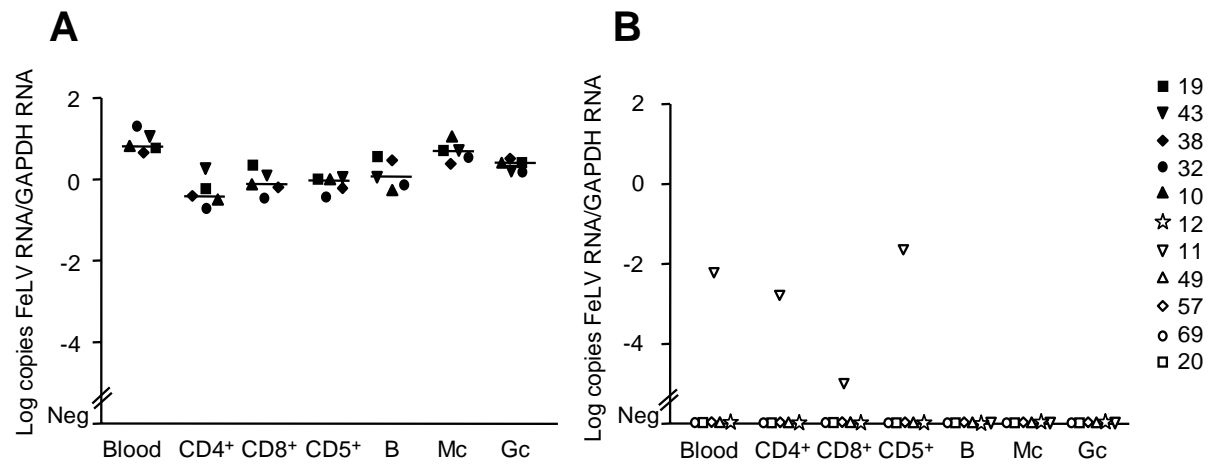 A
Log copies FeLV RNA/GAPDH RNA
2
0
-2
-4
Neg
Blood CD4+ CD8+ CD5+ B Mc Gc
B
Log copies FeLV RNA/GAPDH RNA
2
0
-2
-4
Neg
Blood CD4+ CD8+ CD5+ B Mc Gc
19
43
38
32
10
12
11
49
57
69
20